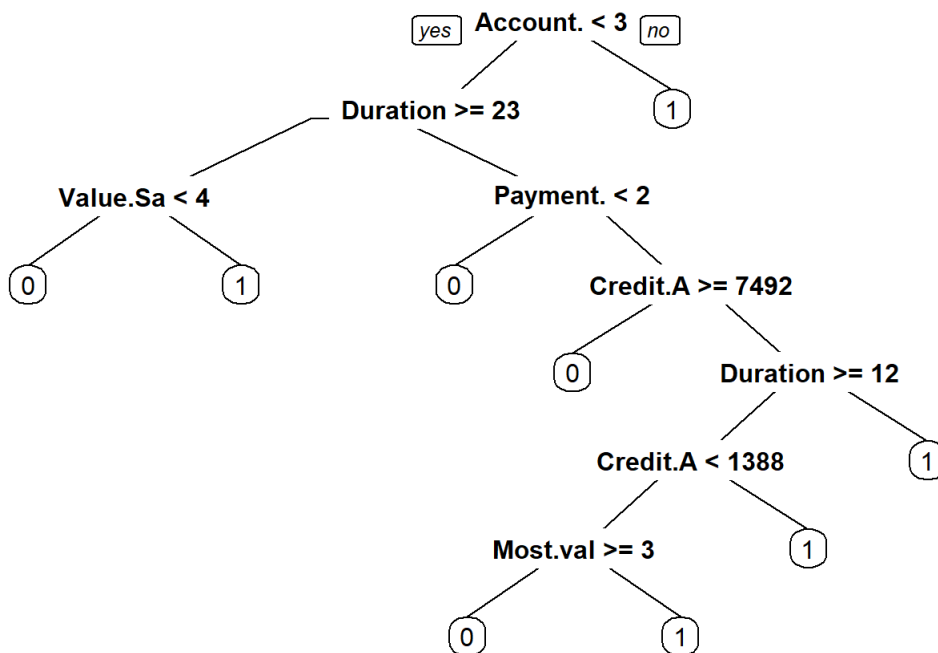 yes Account. < 3 no
Duration >= 23 1
Value.Sa < 4 Payment. < 2
0 1 0 Credit.A >= 7492
0 Duration >= 12
Credit.A < 1388 1
Most.val >= 3 1
0 1